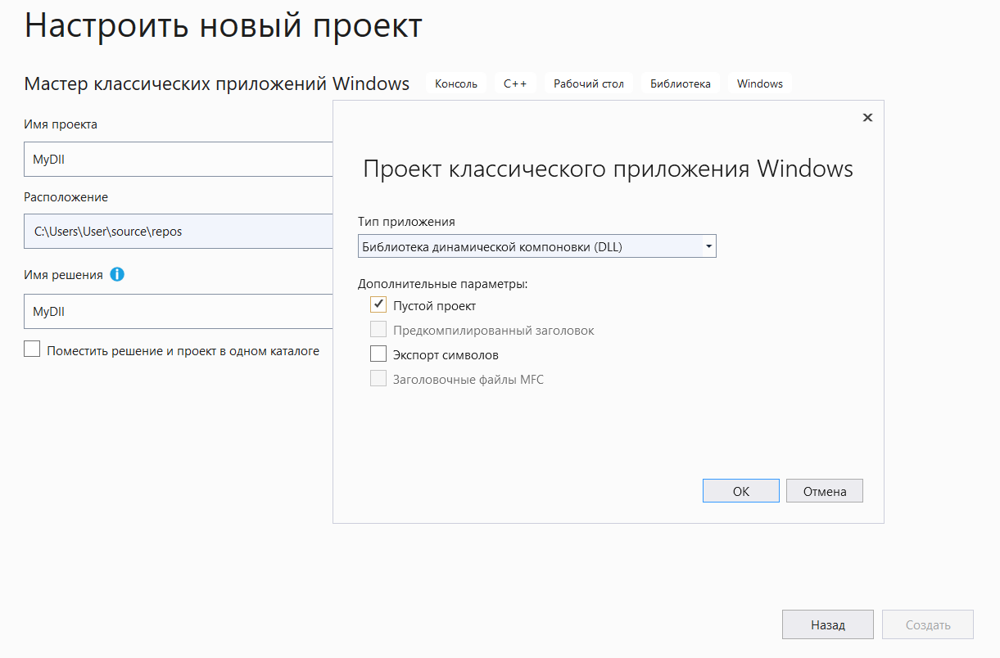 Настроить новый проект
Мастер классических приложений Windows Консоль C++ Рабочий стол Библиотека Windows
Имя проекта
MyDll
Расположение
C:\Users\User\source\repos
Имя решения
MyDll
Поместить решение и проект в одном каталоге
Проект классического приложения Windows
Тип приложения
Библиотека динамической компоновки (DLL)
Дополнительные параметры:
Пустой проект
Предкомпилированный заголовок
Экспорт символов
Заголовочные файлы MFC
ОК Отмена
Назад Создать